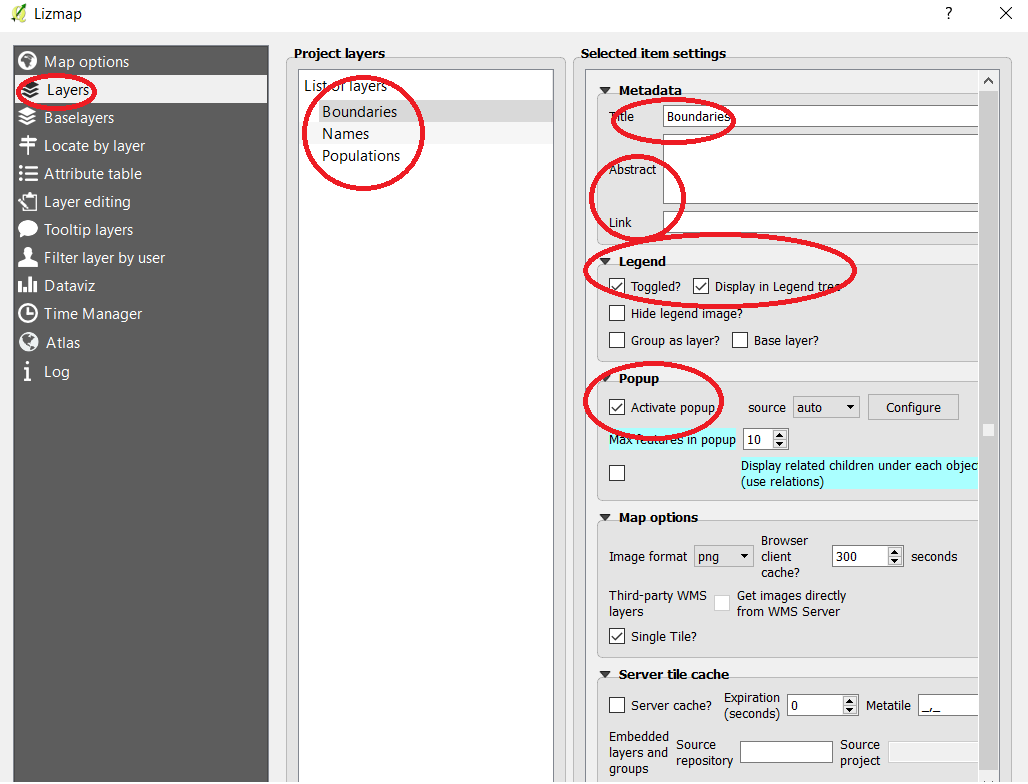 Lizmap
?
Map options
Layers
Baselayers
Locate by layer
Attribute table
Layer editing
Tooltip layers
Filter layer by user
Dataviz
Time Manager
Atlas
Log
Project layers
List of layers
Boundaries
Names
Populations
Selected item settings
Metadata
Title Boundaries
Abstract
Link
Legend
Toggled? Display in Legend tree
Hide legend image?
Group as layer? Base layer?
Popup
Activate popup source auto Configure
Max features in popup 10
Display related children under each objec
(use relations)
Map options
Image format png Browser client cache? 300 seconds
Third-party WMS layers Get images directly from WMS Server
Single Tile?
Server tile cache
Server cache? Expiration (seconds) 0 Metatile _,_
Embedded layers and groups Source repository Source project